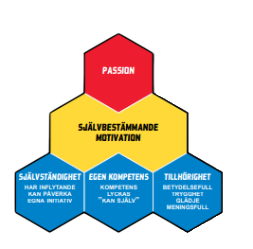 PASSION
SJÄLVBESTÄMMANDE
MOTIVATION
SJÄLVSTÄNDIGHET
HAR INFLYTANDE
KAN PÅVERKA
EGNA INITIATIV
EGEN KOMPETENS
KOMPETENS
LYCKAS
"KAN SJÄLV"
TILLHÖRIGHET
BETYDELSEFULL
TRYGGHET
GLÄDJE
MENINGSFULL